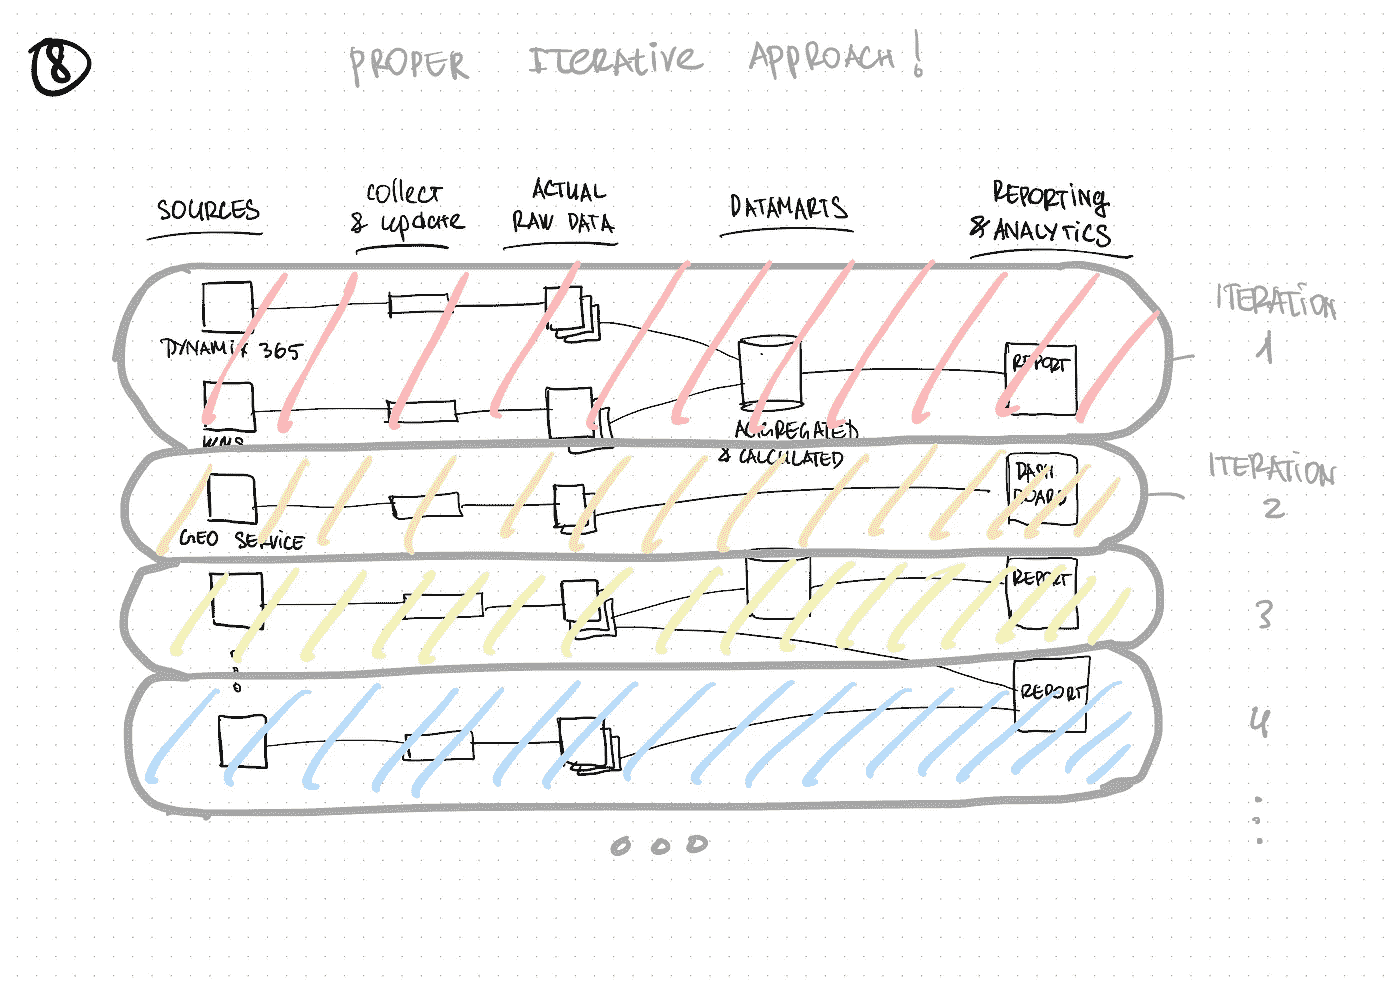 8
PROPER ITERATIVE APPROACH!
SOURCES
collect
& update
ACTUAL
RAW DATA
DATAMARTS
REPORTING
& ANALYTICS
ITERATION
1
DYNAMIX 365
REPORT
WMS
AGGREGATED
& CALCULATED
ITERATION
2
DASH
BOARD
GEO SERVICE
REPORT
3
REPORT
4